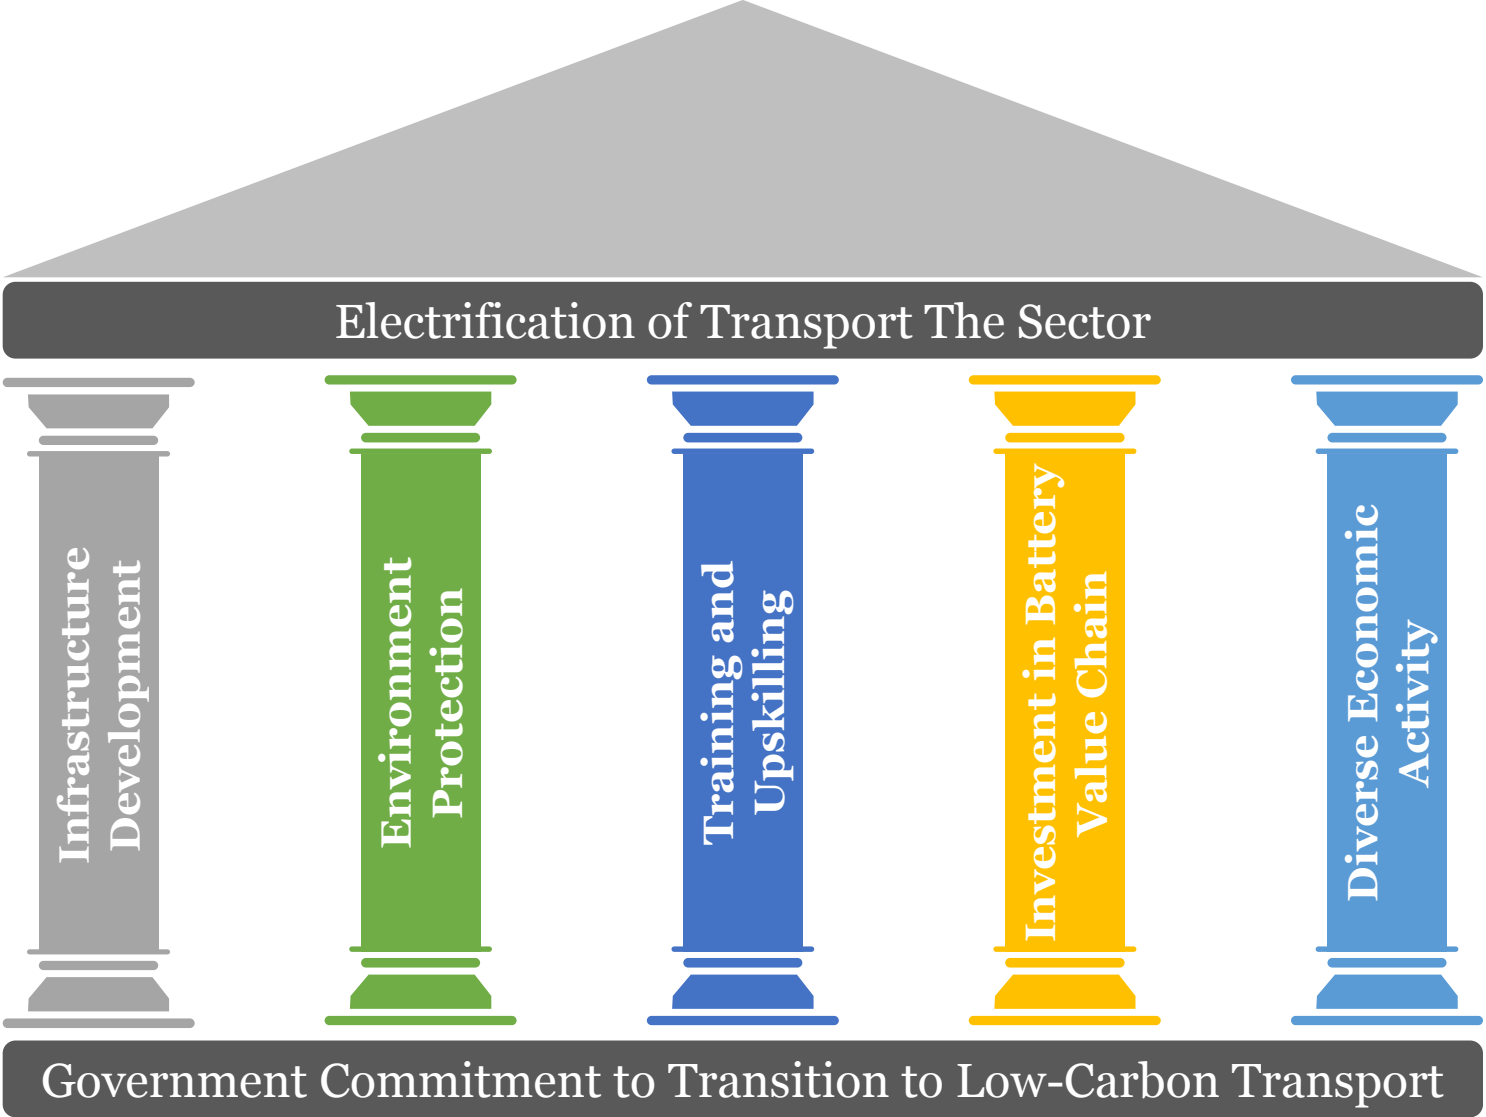 Electrification of Transport The Sector
Infrastructure
Development
Environment
Protection
Training and
Upskilling
Investment in Battery
Value Chain
Diverse Economic
Activity
Government Commitment to Transition to Low-Carbon Transport